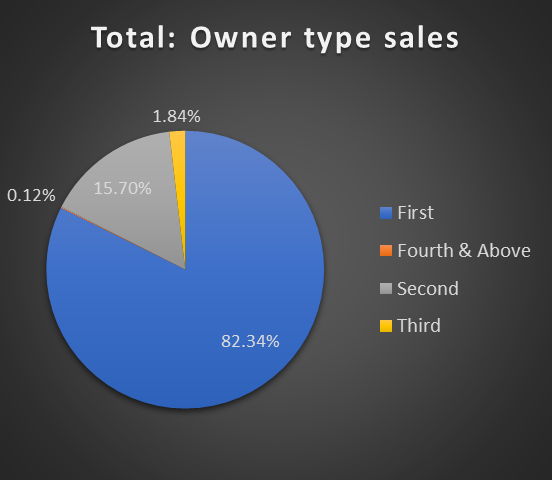 Total: Owner type sales
1.84%
0.12%
15.70%
82.34%
First
Fourth & Above
Second
Third